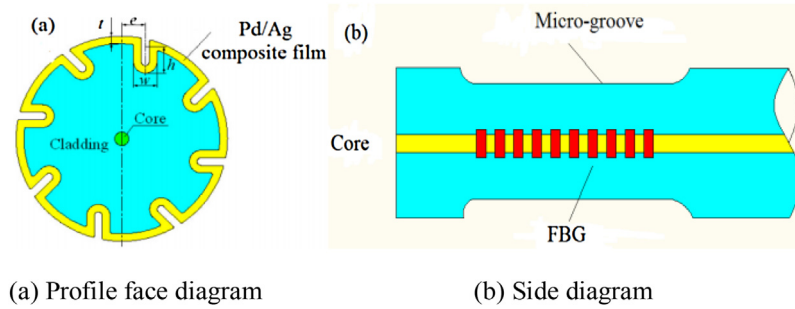 (a)
t
e
Pd/Ag
composite film
h
w
Core
Cladding
(b)
Micro-groove
Core
FBG
(a) Profile face diagram
(b) Side diagram